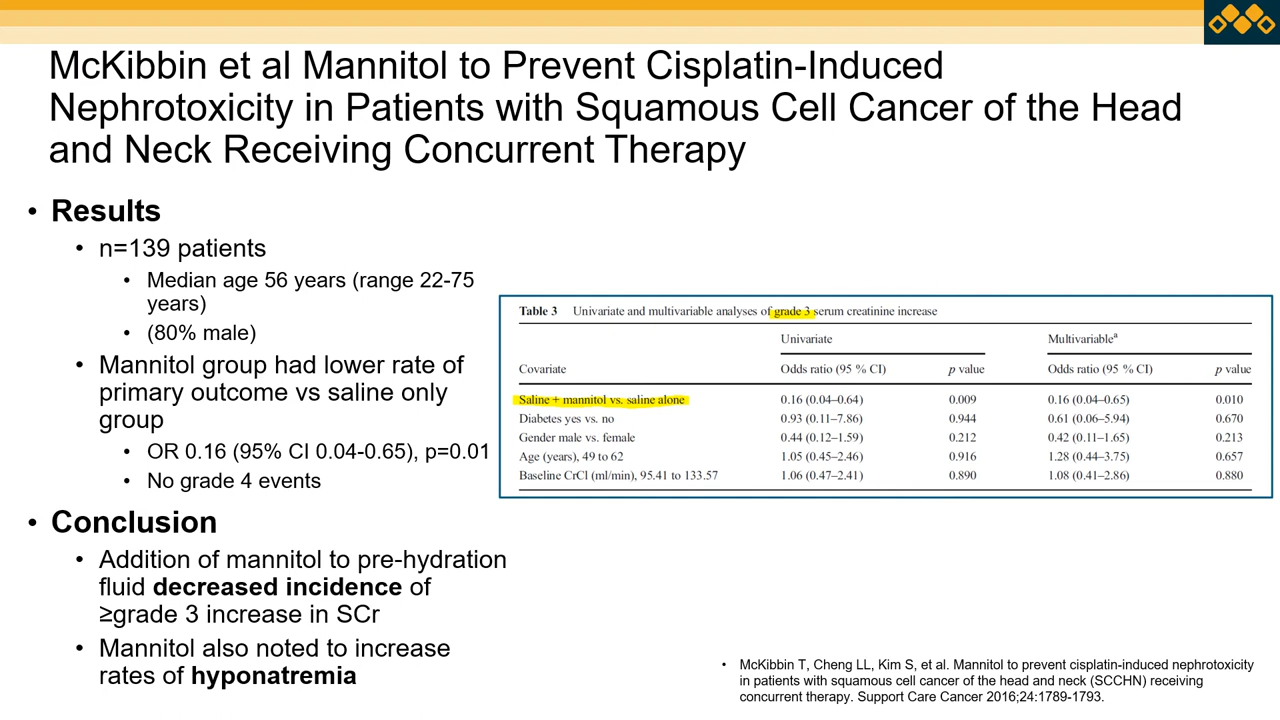 McKibbin et al Mannitol to Prevent Cisplatin-Induced
Nephrotoxicity in Patients with Squamous Cell Cancer of the Head
and Neck Receiving Concurrent Therapy
• Results
• n=139 patients
• Median age 56 years (range 22-75
years)
• (80% male)
• Mannitol group had lower rate of
primary outcome vs saline only
group
• OR 0.16 (95% CI 0.04-0.65), p=0.01
• No grade 4 events
• Conclusion
• Addition of mannitol to pre-hydration
fluid decreased incidence of
≥grade 3 increase in SCr
• Mannitol also noted to increase
rates of hyponatremia
Table 3 Univariate and multivariable analyses of grade 3 serum creatinine increase
Univariate Multivariableª
Covariate Odds ratio (95 % CI) p value Odds ratio (95 % CI) p value
Saline + mannitol vs. saline alone 0.16 (0.04–0.64) 0.009 0.16 (0.04–0.65) 0.010
Diabetes yes vs. no 0.93 (0.11–7.86) 0.944 0.61 (0.06–5.94) 0.670
Gender male vs. female 0.44 (0.12–1.59) 0.212 0.42 (0.11–1.65) 0.213
Age (years), 49 to 62 1.05 (0.45–2.46) 0.916 1.28 (0.44–3.75) 0.657
Baseline CrCl (ml/min), 95.41 to 133.57 1.06 (0.47–2.41) 0.890 1.08 (0.41–2.86) 0.880
• McKibbin T, Cheng LL, Kim S, et al. Mannitol to prevent cisplatin-induced nephrotoxicity
in patients with squamous cell cancer of the head and neck (SCCHN) receiving
concurrent therapy. Support Care Cancer 2016;24:1789-1793.